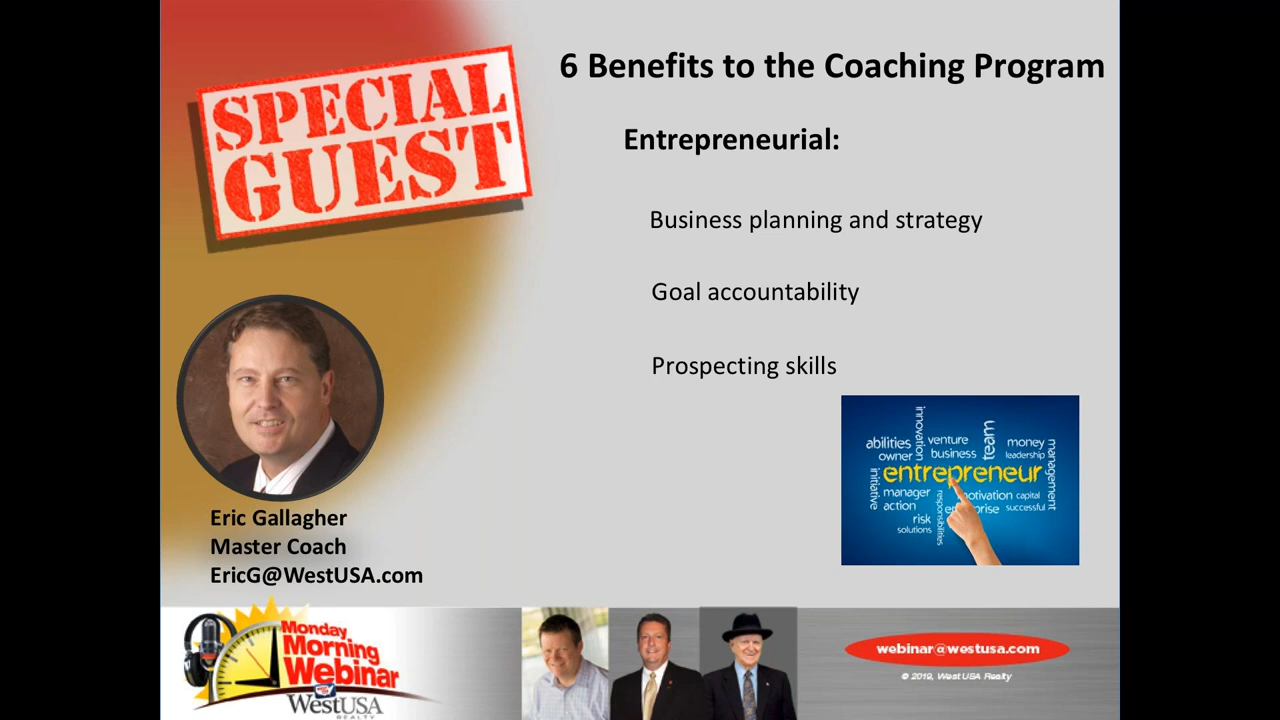 SPECIAL
GUEST
6 Benefits to the Coaching Program
Entrepreneurial:
Business planning and strategy
Goal accountability
Prospecting skills
Eric Gallagher
Master Coach
EricG@WestUSA.com
innovation
abilities
venture
team
money
owner
business
leadership
management
initiative
entrepreneur
manager
responsibilities
motivation
capital
action
successful
risk
solutions
Monday
Morning
Webinar
WestUSA
REALTY
webinar@westusa.com
© 2019, West USA Realty